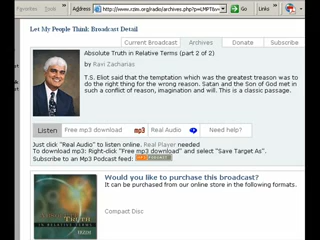 Address http://www.rzim.org/radio/archives.php?p=LMPT&v=
Let My People Think: Broadcast Detail
Current Broadcast Archives Donate Subscribe
Absolute Truth in Relative Terms (part 2 of 2)
by Ravi Zacharias
T.S. Eliot said that the temptation which was the greatest treason was to
do the right thing for the wrong reason. Satan and the Son of God met in
such a conflict of reason, imagination and will. This is a classic passage.
Listen Free mp3 download mp3 Real Audio Need help?
Just click "Real Audio" to listen online. Real Player needed
To download mp3: Right-click "Free mp3 download" and select "Save Target As".
Subscribe to an Mp3 Podcast feed:
Would you like to purchase this broadcast?
It can be purchased from our online store in the following formats.
TRUTH
IN RELATIVE TERMS
Compact Disc